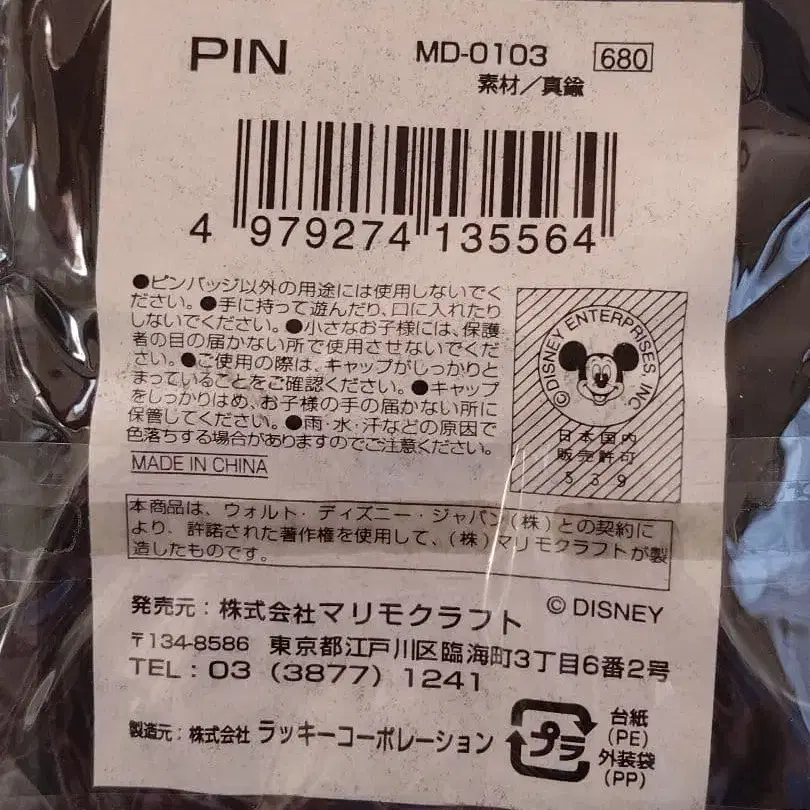 PIN MD-0103 680
素材／真鍮
4 979274 135564
●ピンバッジ以外の用途には使用しないでく
ださい。●手に持って遊んだり、口に入れたり
しないでください。●小さなお子様には、保護
者の目の届かない所で使用させないでくだ
さい。●ご使用の際は、キャップがしっかりと
まっていることをご確認ください。●キャップ
をしっかりはめ、お子様の手の届かない所に
保管してください。●雨・水・汗などの原因で
色落ちする場合がありますのでご注意ください。
MADE IN CHINA
©DISNEY ENTERPRISES INC
日本国内
販売許可
539
本商品は、ウォルト・ディズニー・ジャパン(株)との契約に
より、許諾された著作権を使用して、(株)マリモクラフトが製
造したものです。
発売元：株式会社マリモクラフト ©DISNEY
〒134-8586 東京都江戸川区臨海町3丁目6番2号
TEL：03 (3877) 1241
製造元：株式会社 ラッキーコーポレーション
プラ
台紙
(PE)
外装袋
(PP)